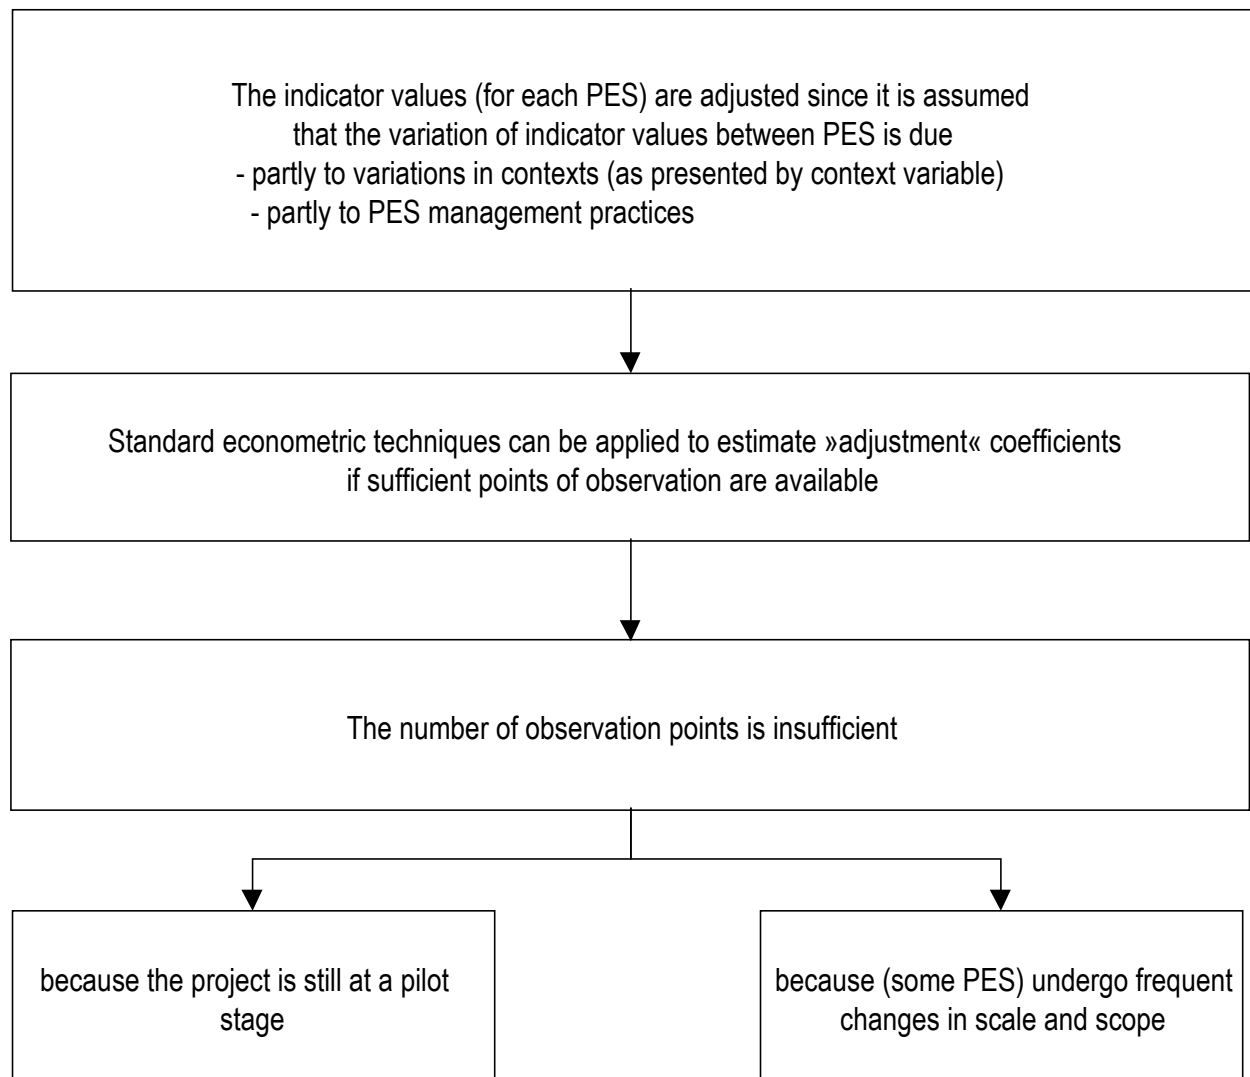 The indicator values (for each PES) are adjusted since it is assumed
that the variation of indicator values between PES is due
- partly to variations in contexts (as presented by context variable)
- partly to PES management practices
Standard econometric techniques can be applied to estimate »adjustment« coefficients
if sufficient points of observation are available
The number of observation points is insufficient
because the project is still at a pilot
stage
because (some PES) undergo frequent
changes in scale and scope